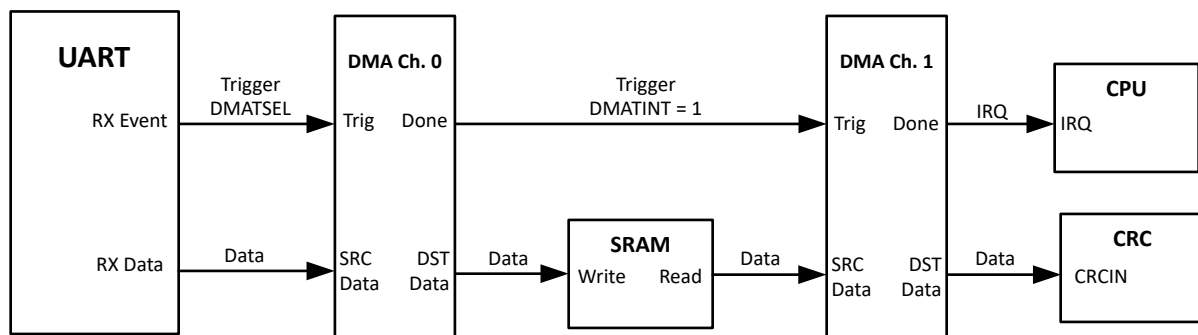 UART
RX Event
RX Data
Trigger
DMATSEL
Data
DMA Ch. 0
Trig Done
SRC DST
Data Data
Trigger
DMATINT = 1
Data
SRAM
Write Read
Data
DMA Ch. 1
Trig Done
SRC DST
Data Data
IRQ
CPU
IRQ
Data
CRC
CRCIN